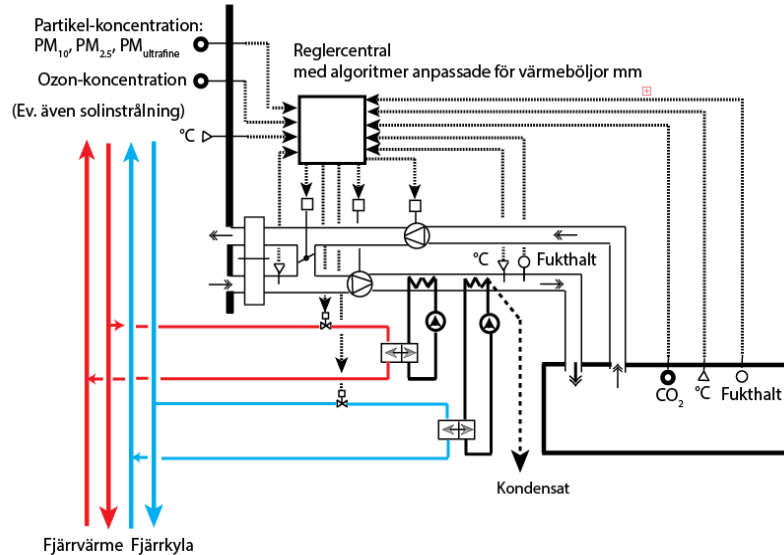 Partikel-koncentration:
PM10, PM2.5, PMultrafine
Ozon-koncentration
(Ev. även solinstrålning)
°C
Reglercentral
med algoritmer anpassade för värmeböljor mm
°C
Fukthalt
CO2
°C
Fukthalt
Kondensat
Fjärrvärme
Fjärrkyla